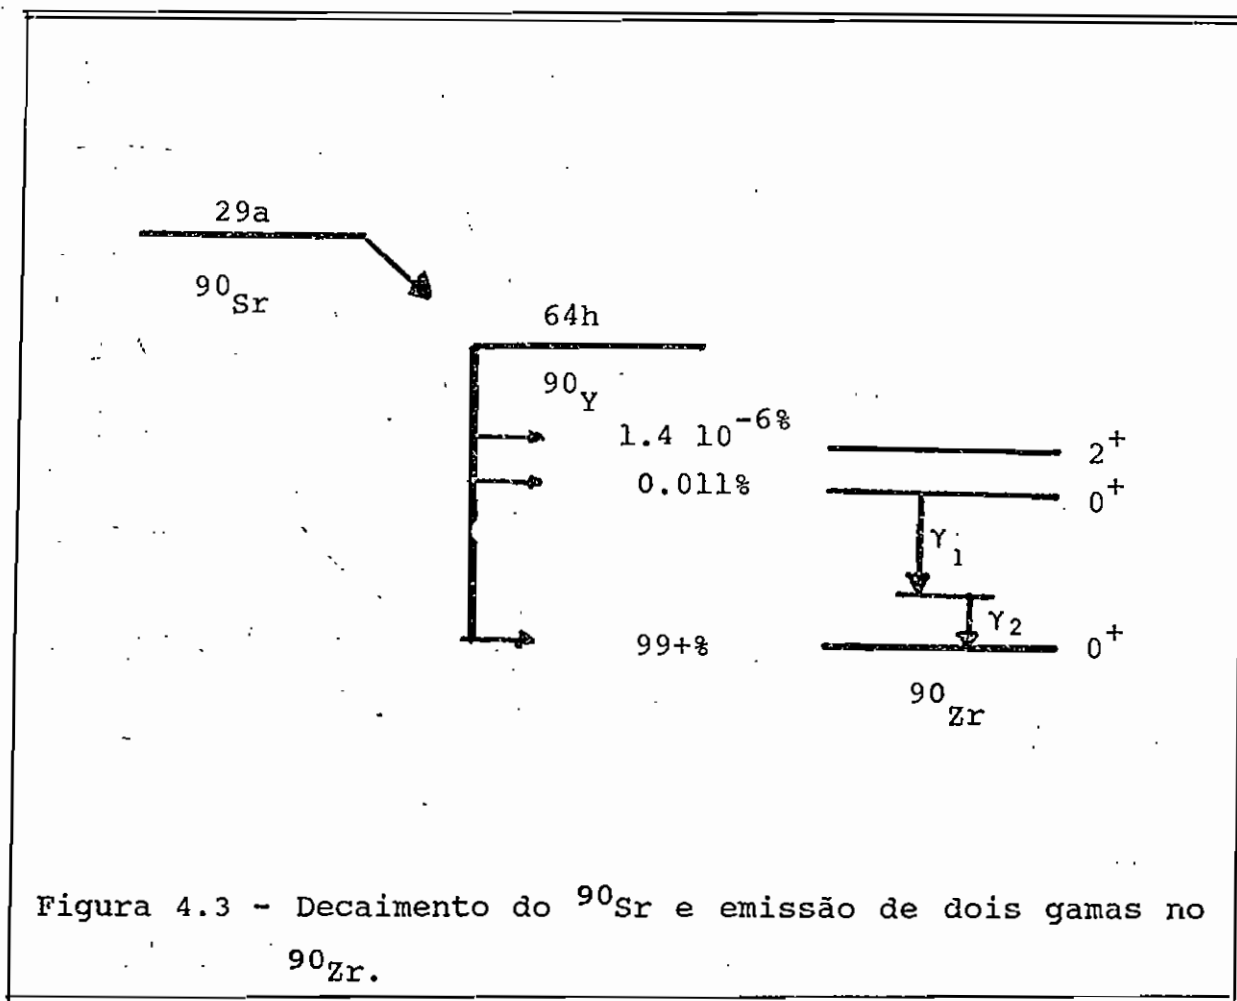 29a
⁹⁰Sr
64h
⁹⁰Y
1.4 10⁻⁶%
2⁺
0.011%
0⁺
γ₁
γ₂
99+%
0⁺
⁹⁰Zr
Figura 4.3 - Decaimento do ⁹⁰Sr e emissão de dois gamas no
⁹⁰Zr.